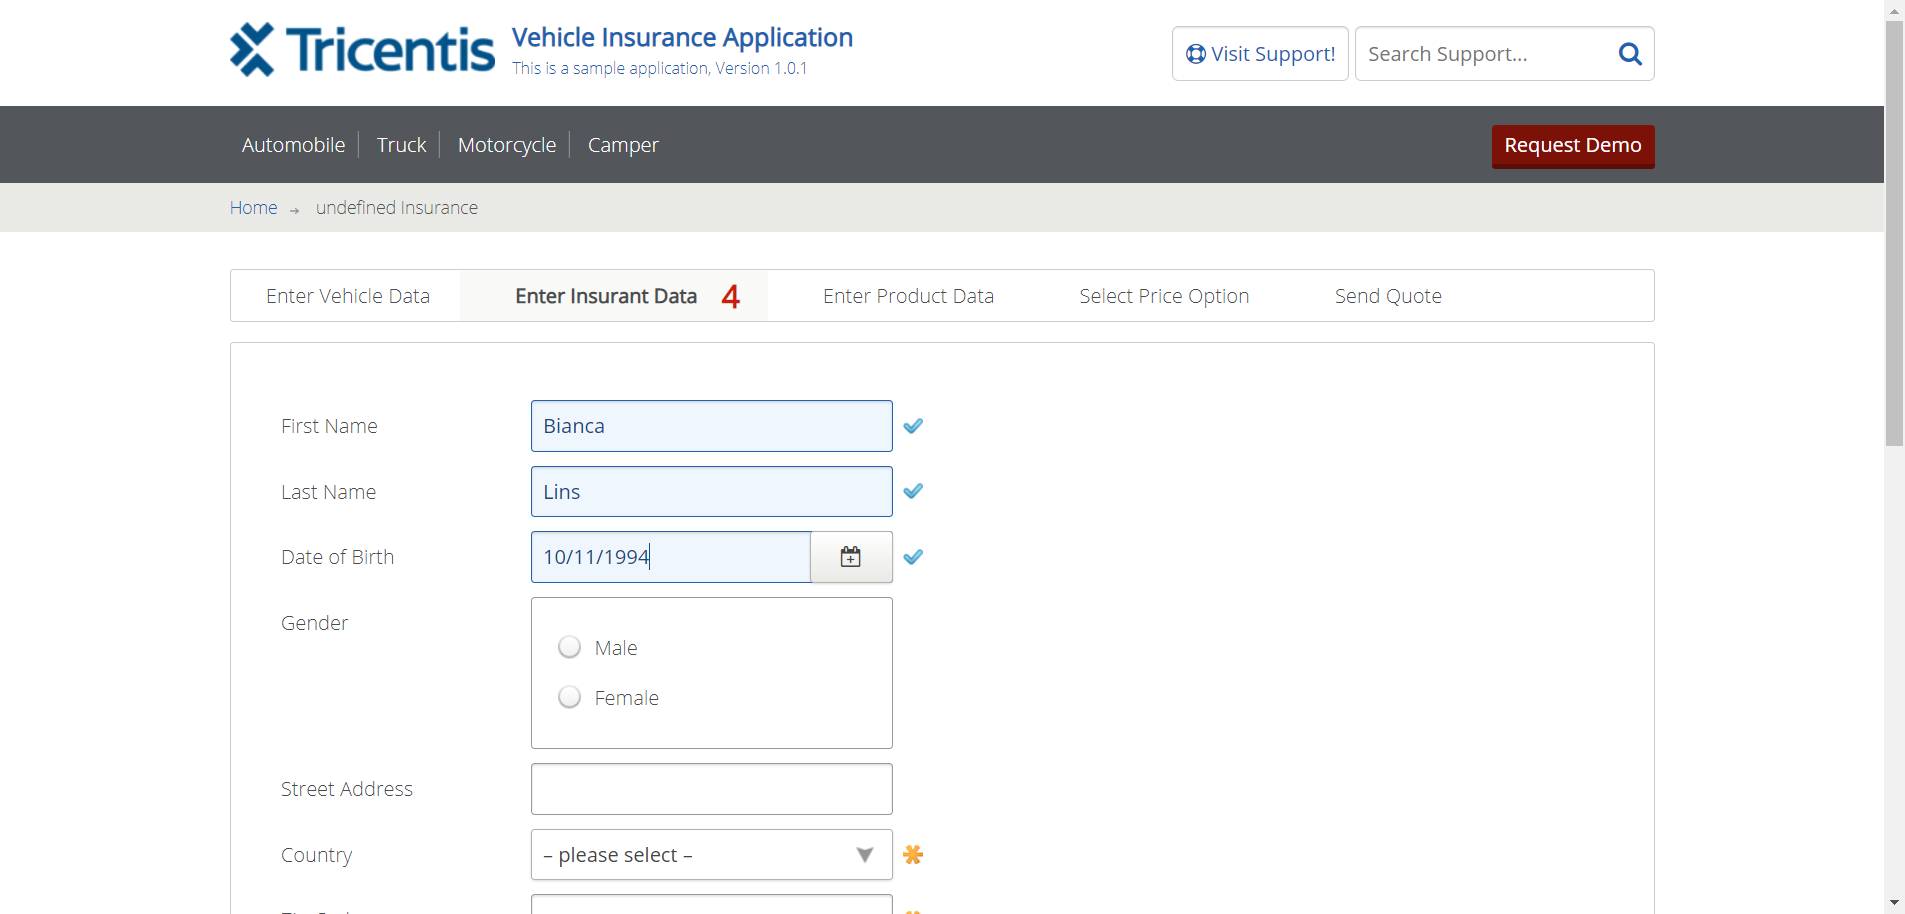 Tricentis
Vehicle Insurance Application
This is a sample application, Version 1.0.1
Visit Support!
Search Support...
Automobile
Truck
Motorcycle
Camper
Request Demo
Home → undefined Insurance
Enter Vehicle Data
Enter Insurant Data 4
Enter Product Data
Select Price Option
Send Quote
First Name
Bianca
Last Name
Lins
Date of Birth
10/11/1994
Gender
Male
Female
Street Address
Country
– please select –